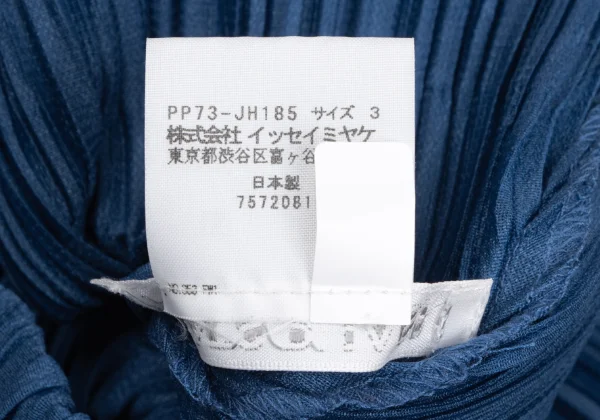 PP73-JH185 サイズ 3
株式会社 イッセイミヤケ
東京都渋谷区富ヶ谷
日本製
7572081